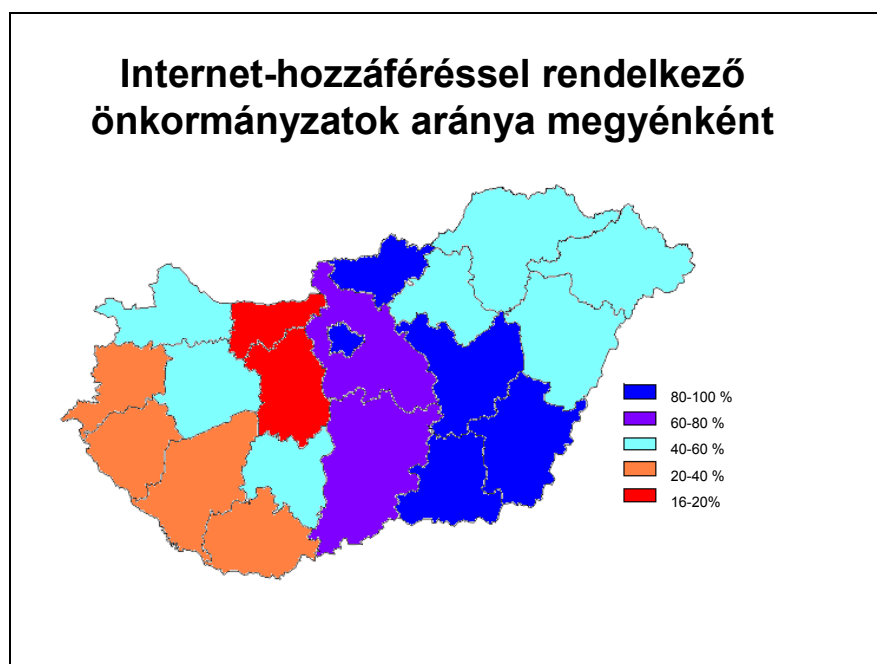 Internet-hozzáféréssel rendelkező
önkormányzatok aránya megyénként
80-100 %
60-80 %
40-60 %
20-40 %
16-20%